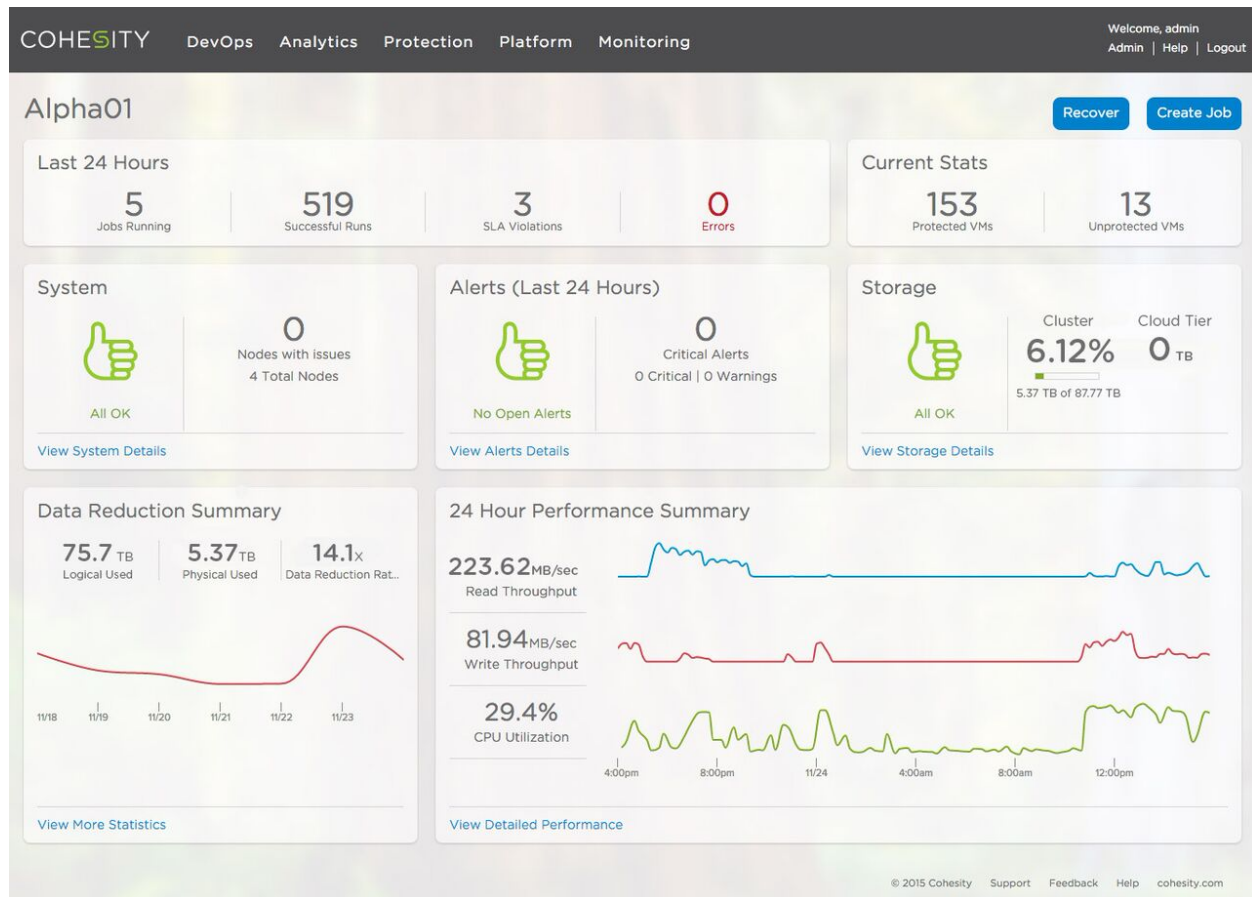 COHESITY DevOps Analytics Protection Platform Monitoring
Welcome, admin
Admin | Help | Logout
Alpha01
Recover Create Job
Last 24 Hours
5
Jobs Running
519
Successful Runs
3
SLA Violations
0
Errors
Current Stats
153
Protected VMs
13
Unprotected VMs
System
All OK
0
Nodes with issues
4 Total Nodes
View System Details
Alerts (Last 24 Hours)
No Open Alerts
0
Critical Alerts
0 Critical | 0 Warnings
View Alerts Details
Storage
All OK
Cluster
6.12%
5.37 TB of 87.77 TB
Cloud Tier
0 TB
View Storage Details
Data Reduction Summary
75.7 TB
Logical Used
5.37TB
Physical Used
14.1x
Data Reduction Rat...
11/18 11/19 11/20 11/21 11/22 11/23
View More Statistics
24 Hour Performance Summary
223.62MB/sec
Read Throughput
81.94MB/sec
Write Throughput
29.4%
CPU Utilization
4:00pm 8:00pm 11/24 4:00am 8:00am 12:00pm
View Detailed Performance
© 2015 Cohesity Support Feedback Help cohesity.com